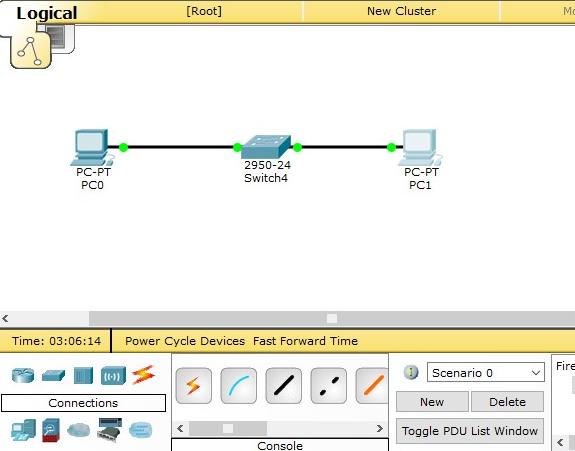 Logical [Root] New Cluster Mo
2950-24
Switch4
PC-PT
PC0
PC-PT
PC1
Time: 03:06:14 Power Cycle Devices Fast Forward Time
Scenario 0
Fire
Connections
New Delete
Toggle PDU List Window
Console